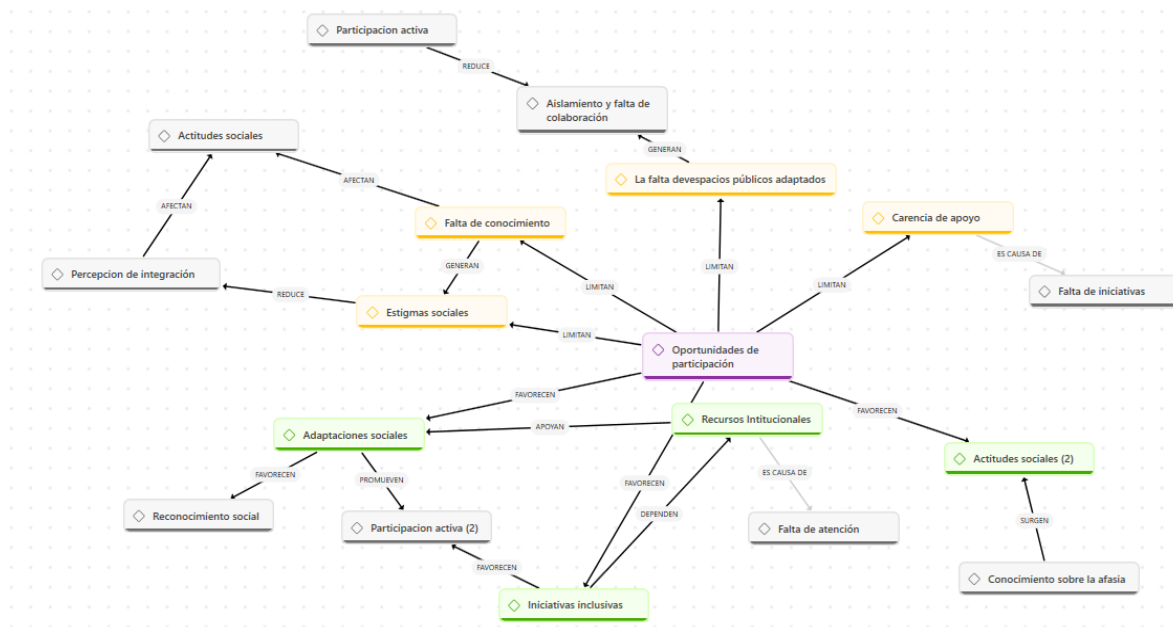 Participacion activa
REDUCE
Aislamiento y falta de
colaboración
Actitudes sociales
GENERAN
La falta devespacios públicos adaptados
AFECTAN
AFECTAN
Falta de conocimiento
Carencia de apoyo
ES CAUSA DE
Percepcion de integración
GENERAN
LIMITAN
LIMITAN
LIMITAN
Falta de iniciativas
REDUCE
Estigmas sociales
LIMITAN
Oportunidades de
participación
FAVORECEN
FAVORECEN
Recursos Intitucionales
Adaptaciones sociales
APOYAN
Actitudes sociales (2)
FAVORECEN
PROMUEVEN
FAVORECEN
ES CAUSA DE
Reconocimiento social
DEPENDEN
Participacion activa (2)
Falta de atención
SURGEN
FAVORECEN
Conocimiento sobre la afasía
Iniciativas inclusivas